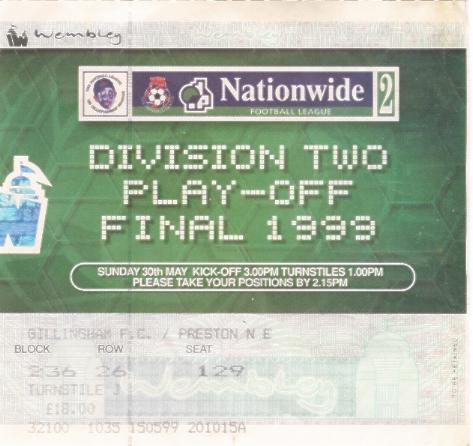 Wembley
Nationwide 2
FOOTBALL LEAGUE
DIVISION TWO
PLAY-OFF
FINAL 1999
SUNDAY 30th MAY KICK-OFF 3.00PM TURNSTILES 1.00PM
PLEASE TAKE YOUR POSITIONS BY 2.15PM
GILLINGHAM F.C. / PRESTON N E
BLOCK ROW SEAT
236 26 129
TURNSTILE J
£18.00
32100 1035 150599 201015A
Wembley